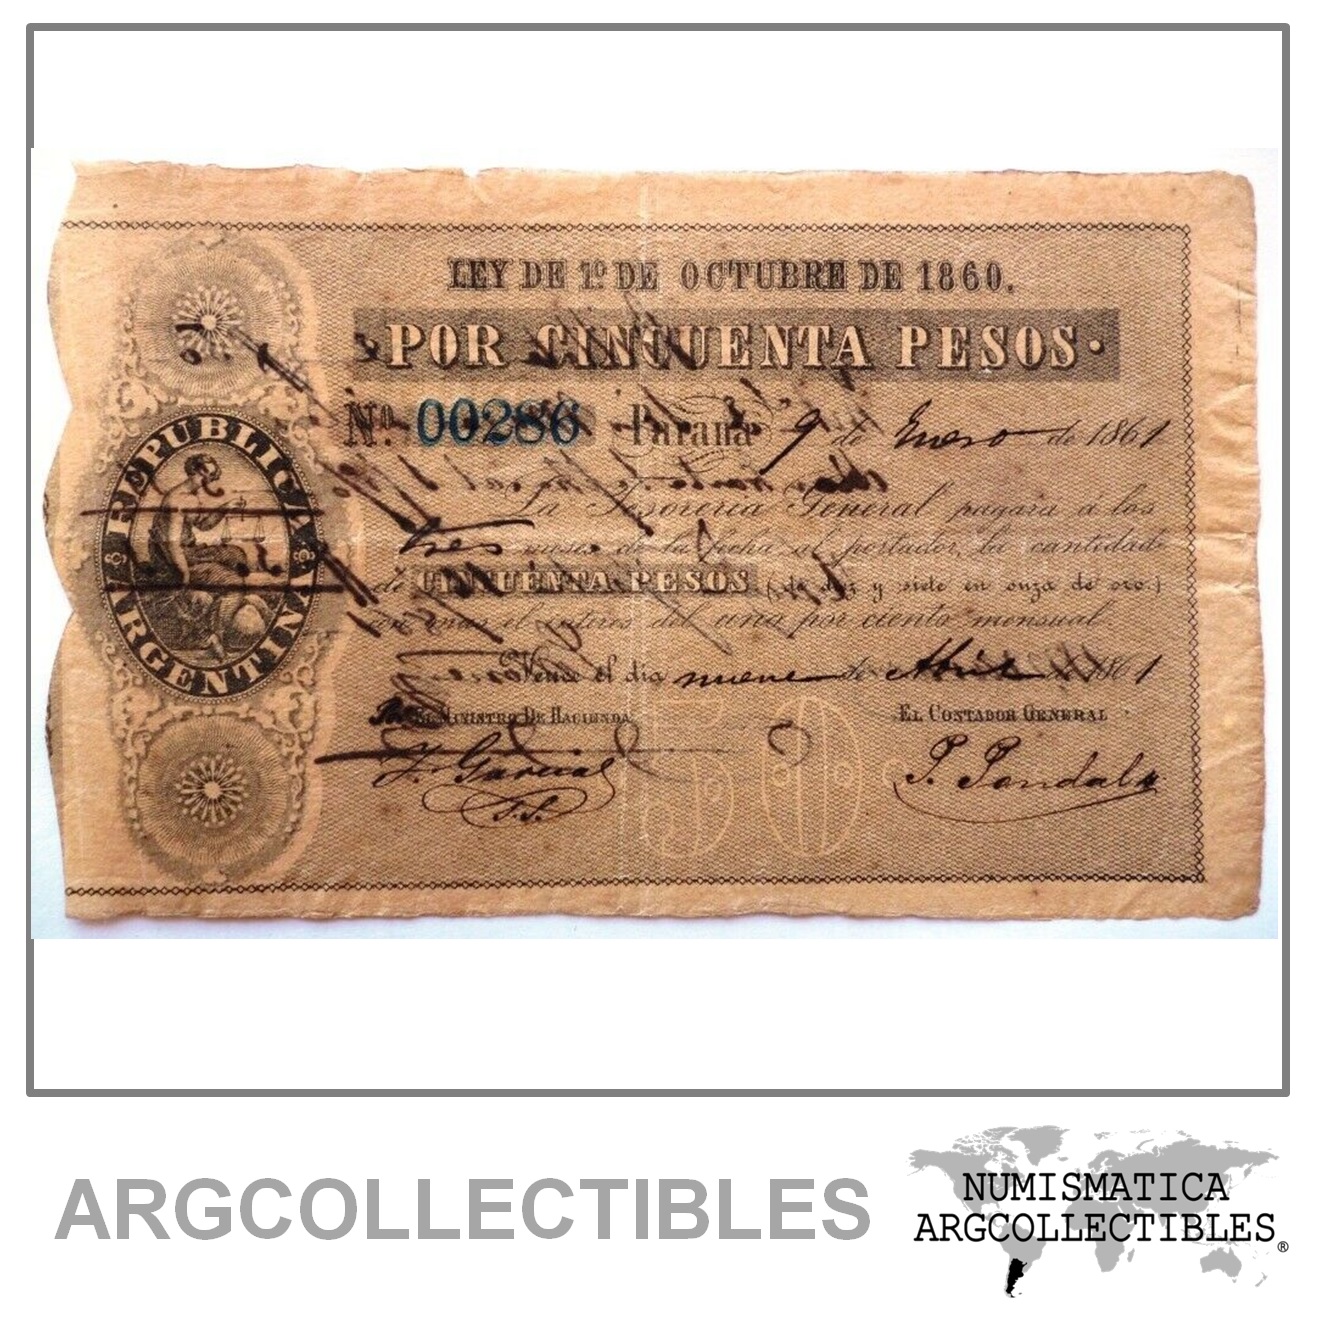 LEY DE 1º DE OCTUBRE DE 1860.
·POR CINCUENTA PESOS·
Nº. 00286 Paraná 9 de Enero de 1861
La Tesoreria General pagará a los
tres meses de la fecha al portador, la cantidad
de CINCUENTA PESOS (de diez y siete en onza de oro.)
con mas el interes del uno por ciento mensual.
Vence el dia nueve de Abril de 1861
EL MINISTRO DE HACIENDA
EL CONTADOR GENERAL
50
REPUBLICA ARGENTINA
ARGCOLLECTIBLES
NUMISMATICA
ARGCOLLECTIBLES®